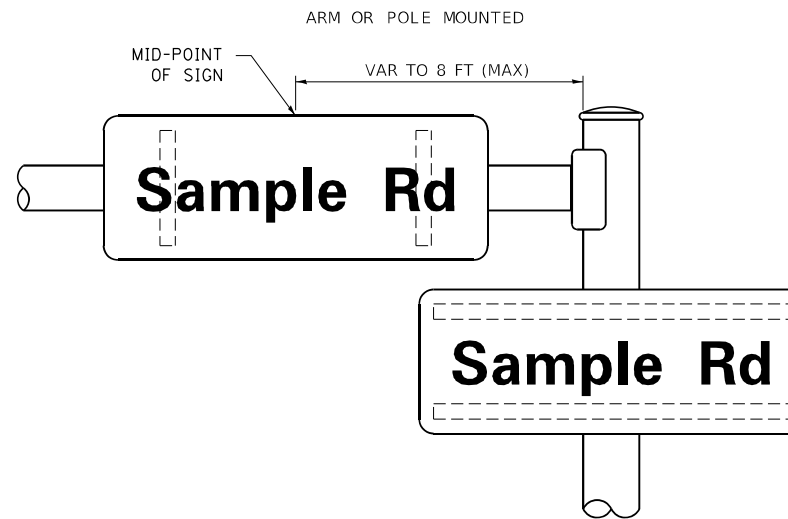 ARM OR POLE MOUNTED
MID-POINT
OF SIGN
VAR TO 8 FT (MAX)
Sample Rd
Sample Rd